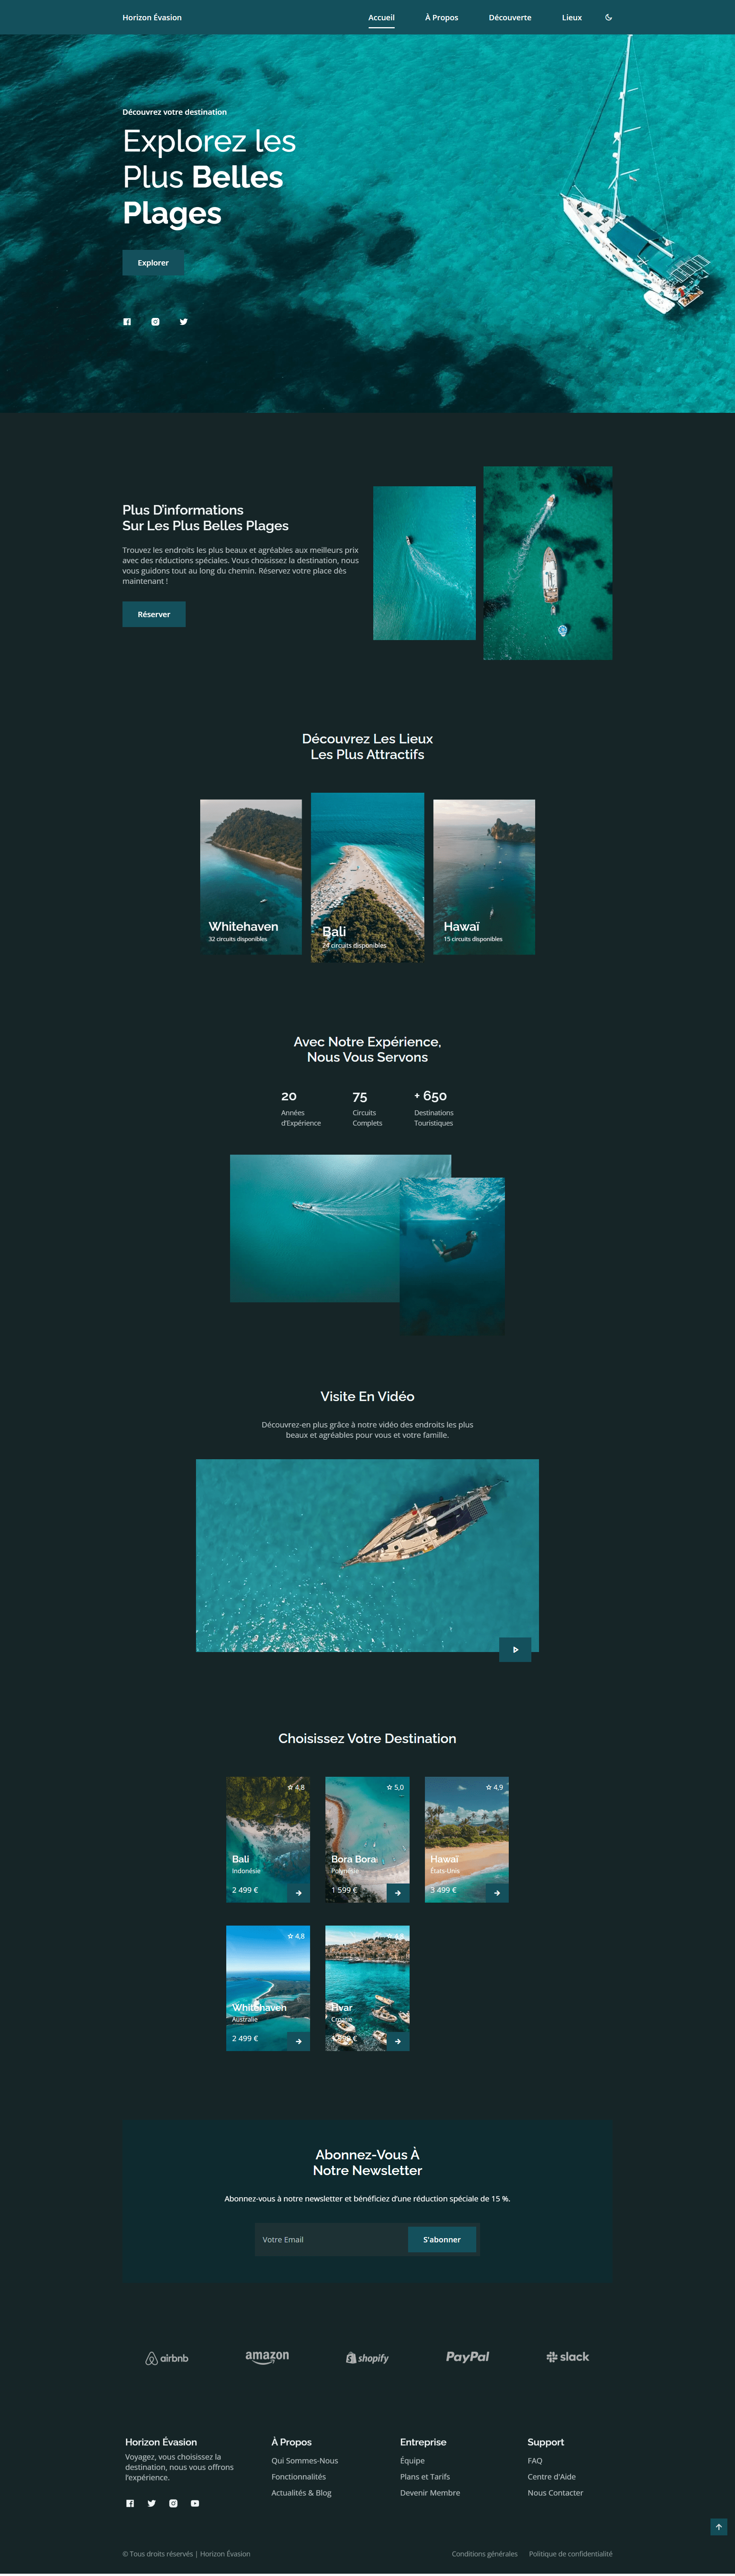 Horizon Évasion
Accueil
À Propos
Découverte
Lieux
Découvrez votre destination
Explorez les
Plus Belles
Plages
Explorer
Plus D'informations
Sur Les Plus Belles Plages
Trouvez les endroits les plus beaux et agréables aux meilleurs prix
avec des réductions spéciales. Vous choisissez la destination, nous
vous guidons tout au long du chemin. Réservez votre place dès
maintenant !
Réserver
Découvrez Les Lieux
Les Plus Attractifs
Whitehaven
32 circuits disponibles
Bali
24 circuits disponibles
Hawaï
15 circuits disponibles
Avec Notre Expérience,
Nous Vous Servons
20
Années
d'Expérience
75
Circuits
Complets
+ 650
Destinations
Touristiques
Visite En Vidéo
Découvrez-en plus grâce à notre vidéo des endroits les plus
beaux et agréables pour vous et votre famille.
Choisissez Votre Destination
4,8
Bali
Indonésie
2 499 €
5,0
Bora Bora
Polynésie
1 599 €
4,9
Hawaï
États-Unis
3 499 €
4,8
Whitehaven
Australie
2 499 €
Hvar
Croatie
Abonnez-Vous À
Notre Newsletter
Abonnez-vous à notre newsletter et bénéficiez d'une réduction spéciale de 15 %.
Votre Email
S'abonner
airbnb
amazon
shopify
PayPal
slack
Horizon Évasion
Voyagez, vous choisissez la
destination, nous vous offrons
l'expérience.
À Propos
Qui Sommes-Nous
Fonctionnalités
Actualités & Blog
Entreprise
Équipe
Plans et Tarifs
Devenir Membre
Support
FAQ
Centre d'Aide
Nous Contacter
© Tous droits réservés | Horizon Évasion
Conditions générales
Politique de confidentialité